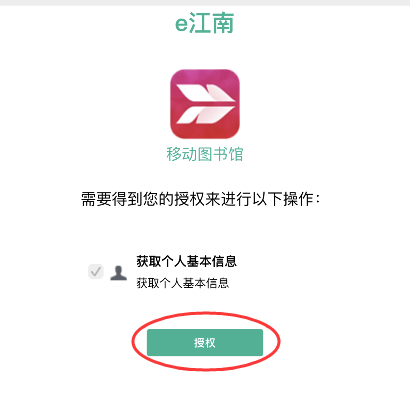 e江南
移动图书馆
需要得到您的授权来进行以下操作：
获取个人基本信息
获取个人基本信息
授权